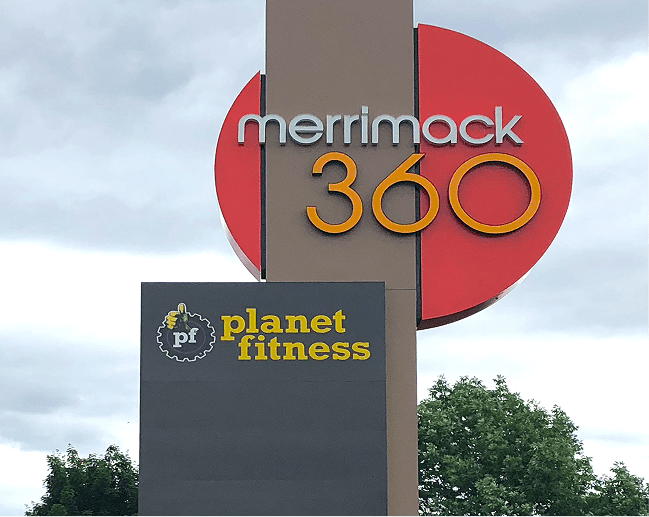 merrimack
360
pf
planet
fitness